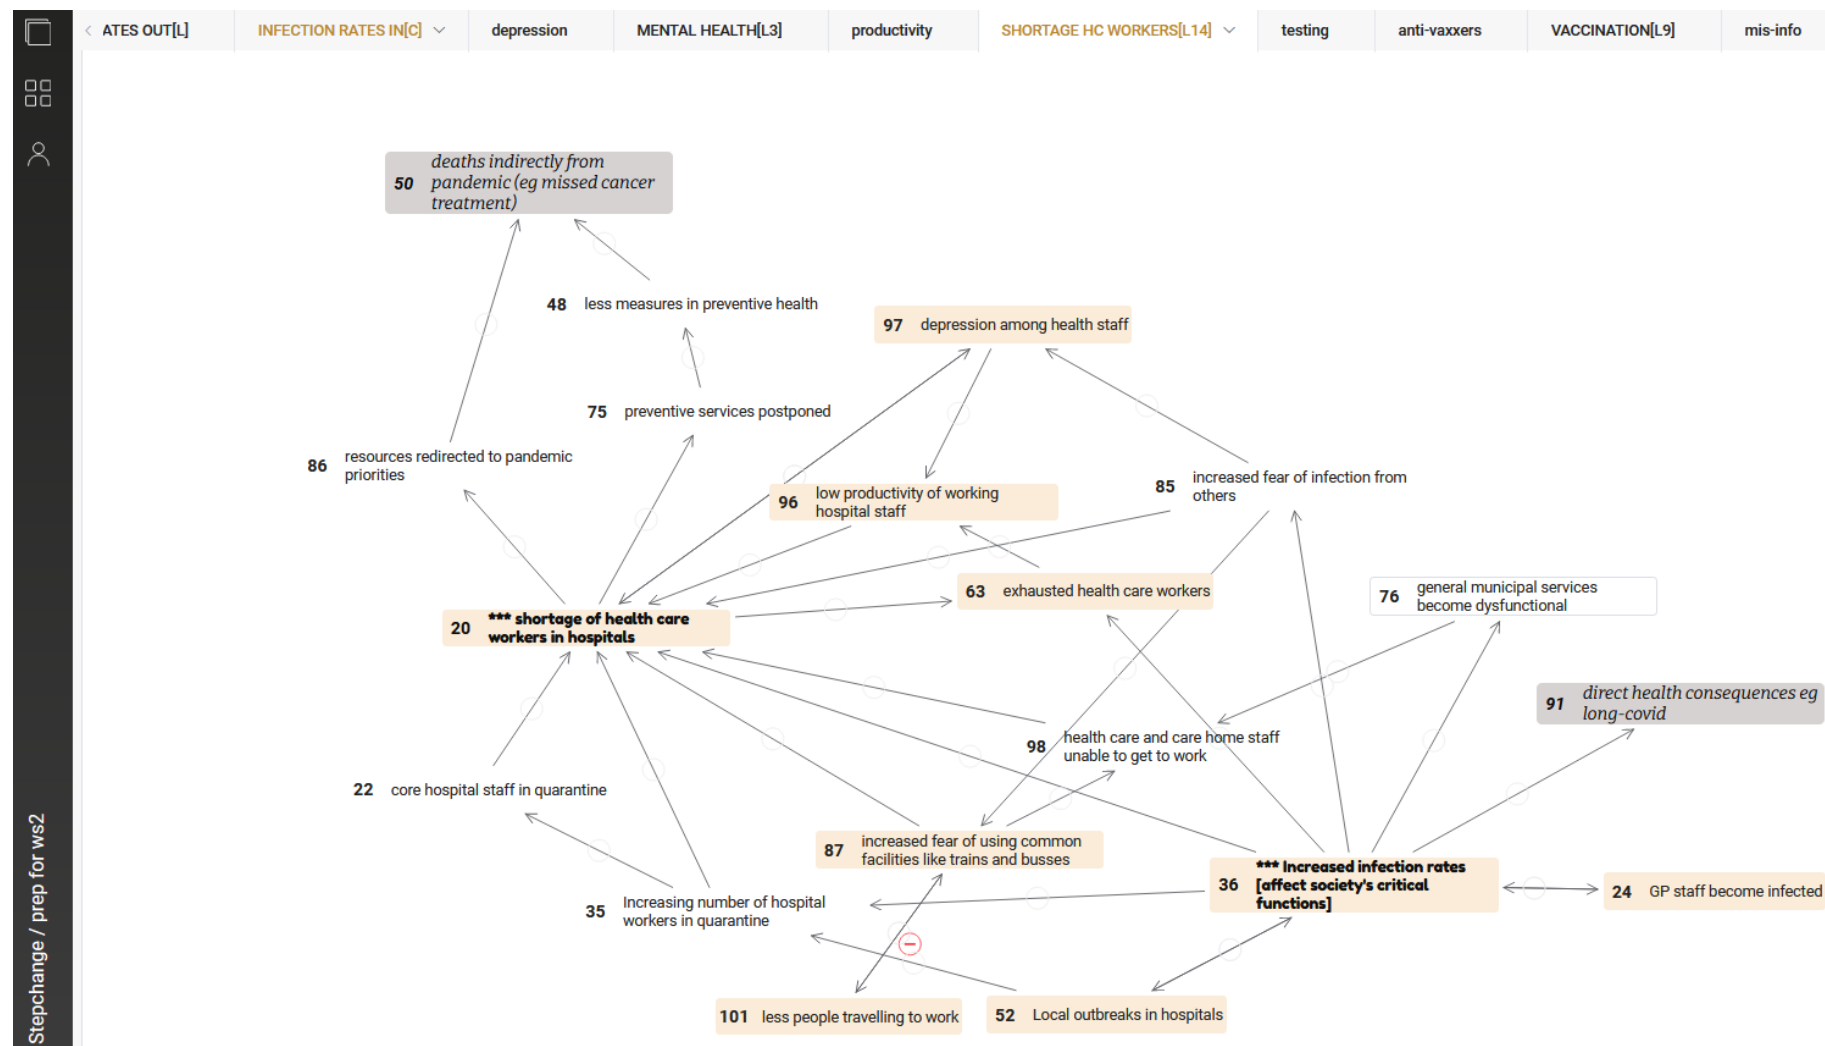 ATES OUT[L]
INFECTION RATES IN[C]
depression
MENTAL HEALTH[L3]
productivity
SHORTAGE HC WORKERS[L14]
testing
anti-vaxxers
VACCINATION[L9]
mis-info
50 deaths indirectly from
pandemic (eg missed cancer
treatment)
48 less measures in preventive health
97 depression among health staff
75 preventive services postponed
86 resources redirected to pandemic
priorities
96 low productivity of working
hospital staff
85 increased fear of infection from
others
63 exhausted health care workers
76 general municipal services
become dysfunctional
20 *** shortage of health care
workers in hospitals
91 direct health consequences eg
long-covid
98 health care and care home staff
unable to get to work
22 core hospital staff in quarantine
87 increased fear of using common
facilities like trains and busses
36 *** Increased infection rates
[affect society's critical
functions]
24 GP staff become infected
35 Increasing number of hospital
workers in quarantine
101 less people travelling to work
52 Local outbreaks in hospitals
Stepchange / prep for ws2